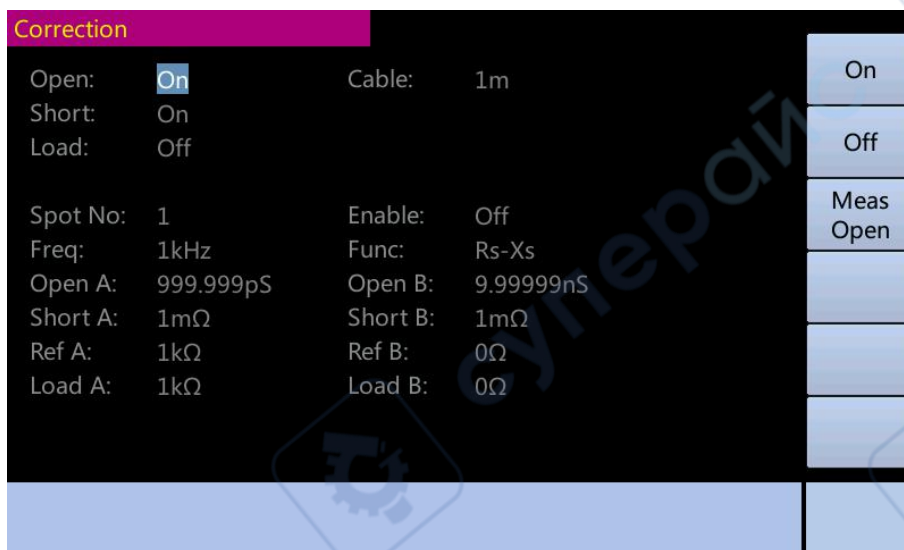 Correction
Open: On Cable: 1m
Short: On
Load: Off
Spot No: 1 Enable: Off
Freq: 1kHz Func: Rs-Xs
Open A: 999.999pS Open B: 9.99999nS
Short A: 1mΩ Short B: 1mΩ
Ref A: 1kΩ Ref B: 0Ω
Load A: 1kΩ Load B: 0Ω
On
Off
Meas
Open
суперайс